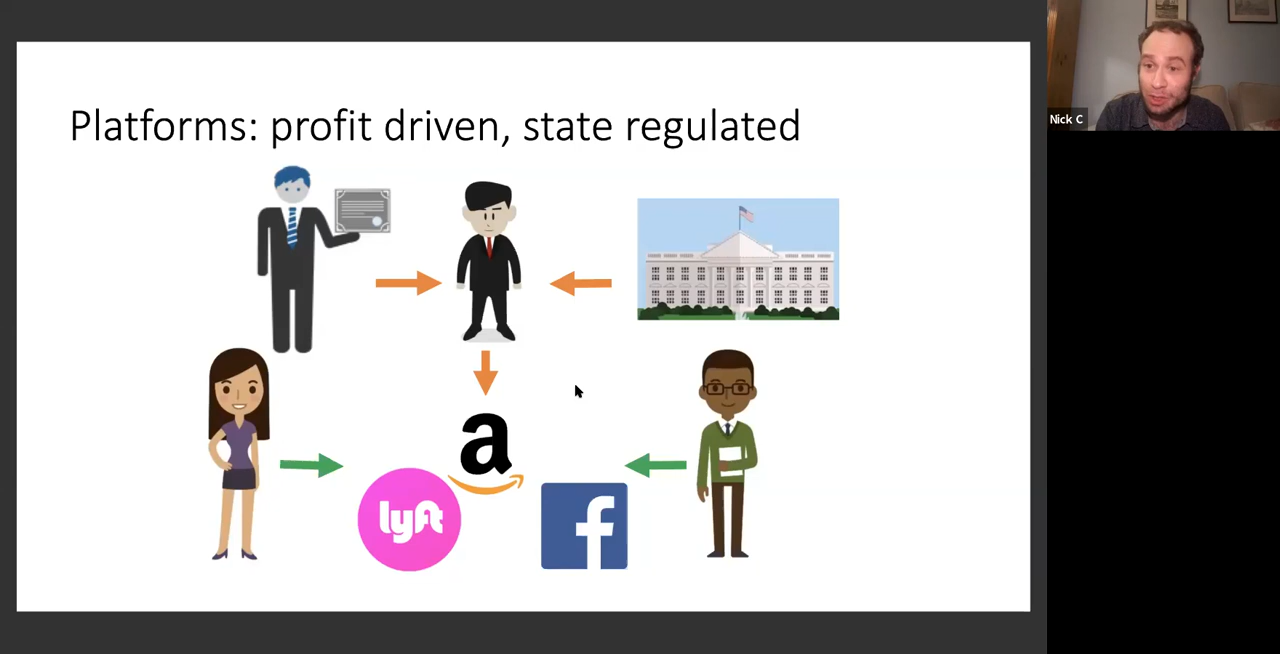 Platforms: profit driven, state regulated
Nick C
a
lyft
f